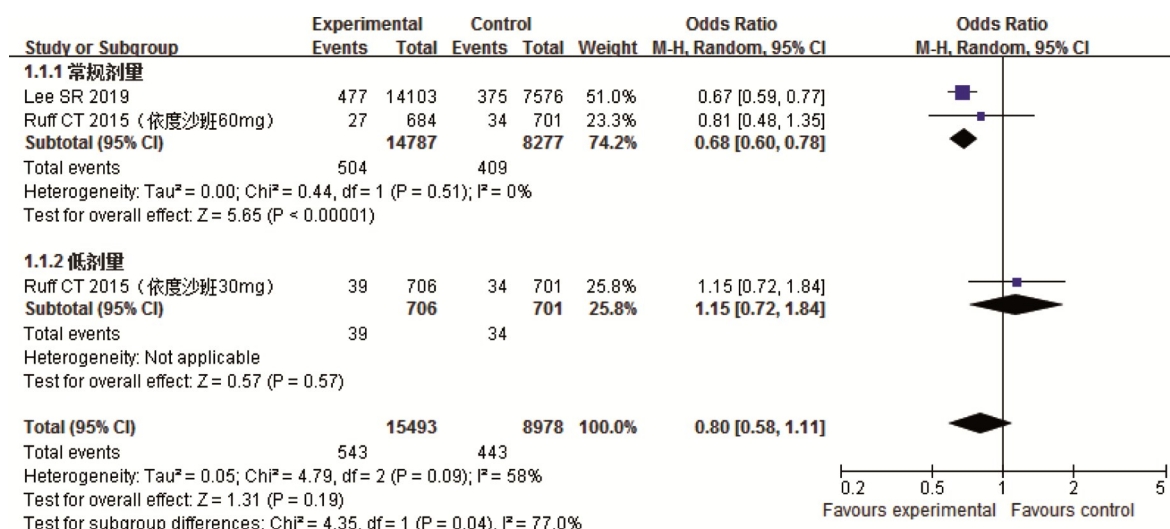 Experimental Control Odds Ratio Odds Ratio
Study or Subgroup Events Total Events Total Weight M-H, Random, 95% CI M-H, Random, 95% CI
1.1.1 常规剂量
Lee SR 2019 477 14103 375 7576 51.0% 0.67 [0.59, 0.77]
Ruff CT 2015（依度沙班60mg） 27 684 34 701 23.3% 0.81 [0.48, 1.35]
Subtotal (95% CI) 14787 8277 74.2% 0.68 [0.60, 0.78]
Total events 504 409
Heterogeneity: Tau² = 0.00; Chi² = 0.44, df = 1 (P = 0.51); I² = 0%
Test for overall effect: Z = 5.65 (P < 0.00001)
1.1.2 低剂量
Ruff CT 2015（依度沙班30mg） 39 706 34 701 25.8% 1.15 [0.72, 1.84]
Subtotal (95% CI) 706 701 25.8% 1.15 [0.72, 1.84]
Total events 39 34
Heterogeneity: Not applicable
Test for overall effect: Z = 0.57 (P = 0.57)
Total (95% CI) 15493 8978 100.0% 0.80 [0.58, 1.11]
Total events 543 443
Heterogeneity: Tau² = 0.05; Chi² = 4.79, df = 2 (P = 0.09); I² = 58%
Test for overall effect: Z = 1.31 (P = 0.19)
Test for subgroup differences: Chi² = 4.35, df = 1 (P = 0.04), I² = 77.0%
0.2 0.5 1 2 5
Favours experimental Favours control